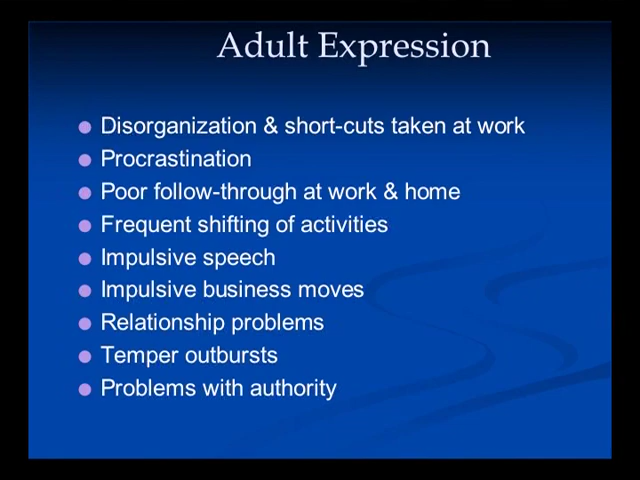 Adult Expression
Disorganization & short-cuts taken at work
Procrastination
Poor follow-through at work & home
Frequent shifting of activities
Impulsive speech
Impulsive business moves
Relationship problems
Temper outbursts
Problems with authority